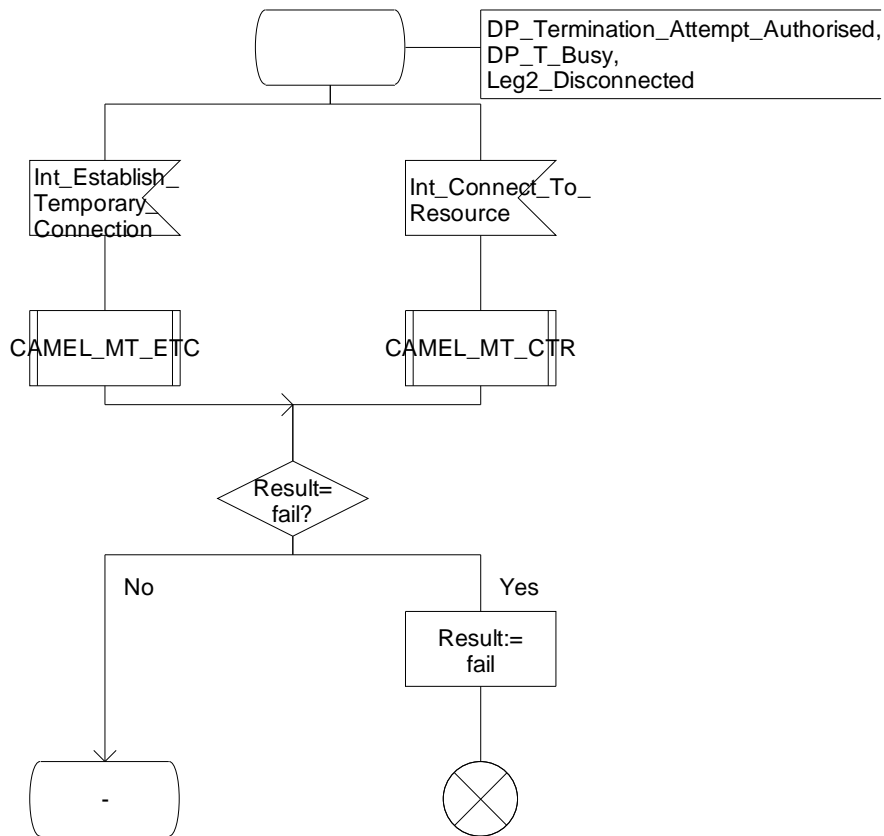 DP_Termination_Attempt_Authorised,
DP_T_Busy,
Leg2_Disconnected
Int_Establish_
Temporary_
Connection
Int_Connect_To_
Resource
CAMEL_MT_ETC
CAMEL_MT_CTR
Result=
fail?
No
Yes
Result:=
fail
-